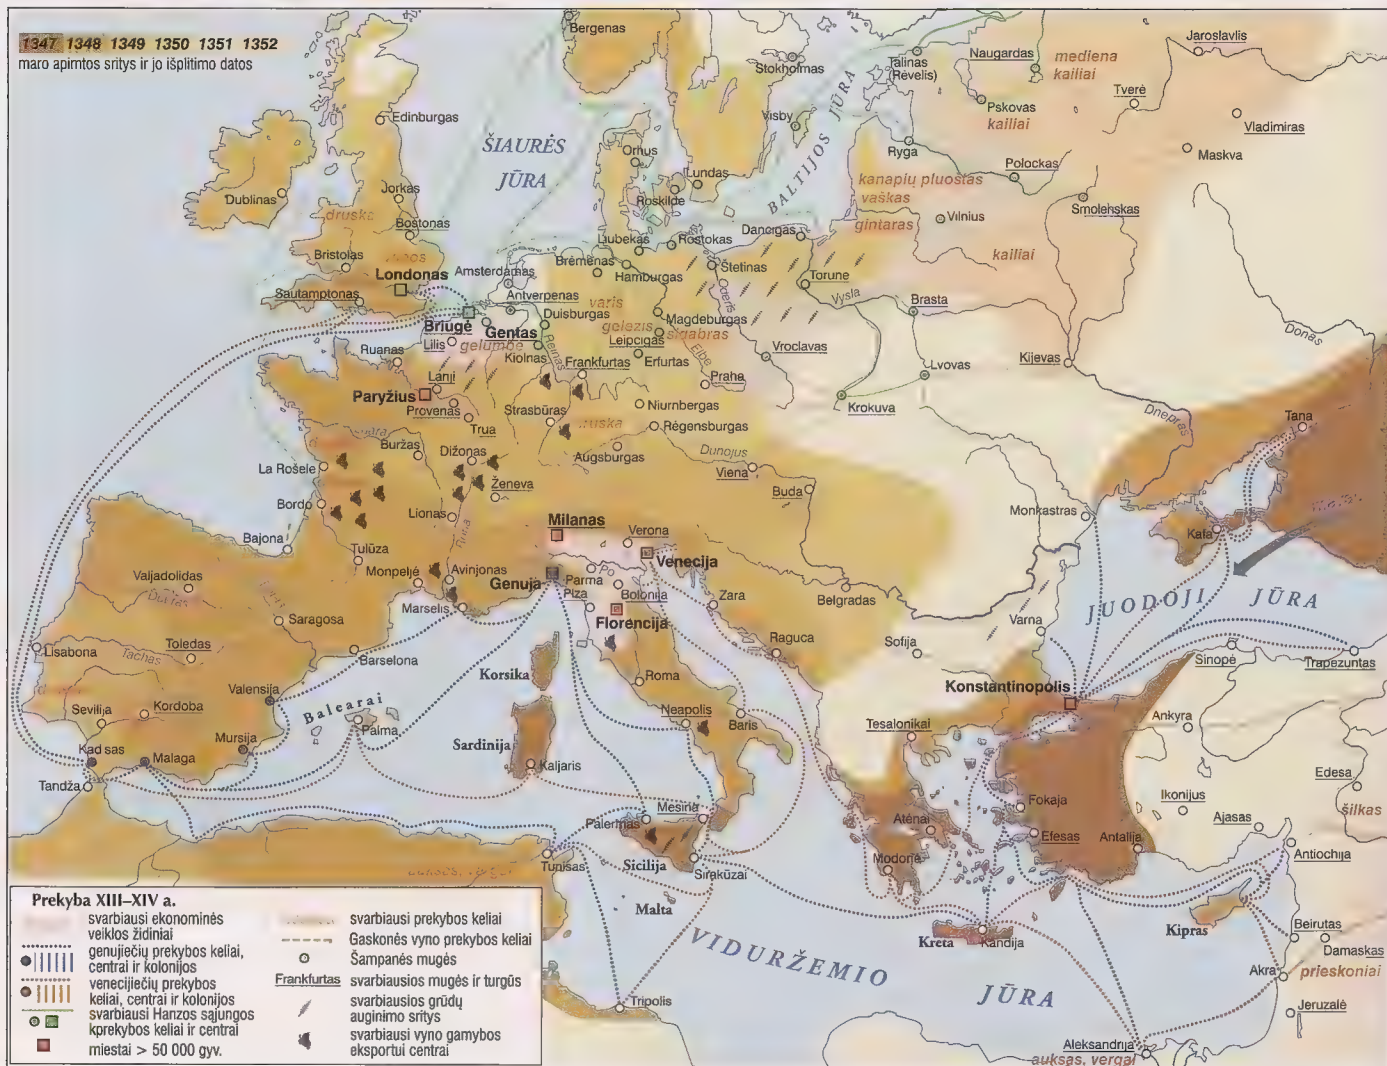 1347 1348 1349 1350 1351 1352
maro apimtos sritys ir jo išplitimo datos
Bergenas
Stokholmas
Talinas
(Revelis)
Naugardas
mediena
kailiai
Jaroslavlis
Tverė
Vladimiras
Maskva
Pskovas
kailiai
Visby
Ryga
Polockas
Smolenskas
BALTIJOS JŪRA
ŠIAURĖS
JŪRA
Edinburgas
Dublinas
Jorkas
Bostonas
Bristolas
Londonas
Sautamptonas
Orhus
Lundas
Roskilde
kanapių pluoštas
vaškas
gintaras
Vilnius
kailiai
Liubekas
Rostokas
Dancigas
Brėmenas
Hamburgas
Štetinas
Torunė
Amsterdamas
Antverpenas
Duisburgas
Briugė
Gentas
Lilis
gelumbė
Kiolnas
Reinas
varis
geležis
sidabras
Magdeburgas
Leipcigas
Erfurtas
Elbė
Oderis
Vysla
Brasta
Vroclavas
Lvovas
Krokuva
Kijevas
Donas
Dnepras
Tana
Ruanas
Lanji
Paryžius
Provenas
Trua
Strasbūras
Frankfurtas
Praha
Niurnbergas
Regensburgas
Augsburgas
Dunojus
Viena
Buda
Monkastras
Kafa
La Rošelė
Buržas
Dižonas
Ženeva
Bordo
Lionas
Bajona
Tulūza
Monpeljė
Avinjonas
Marselis
Milanas
Verona
Venecija
Genuja
Parma
Po
Piza
Bolonija
Florencija
Zara
Belgradas
Raguca
Sofija
Varna
JUODOJI JŪRA
Sinopė
Trapezuntas
Valjadolidas
Saragosa
Toledas
Tachas
Lisabona
Barselona
Valensija
Balearai
Palma
Kordoba
Sevilija
Mursija
Malaga
Kadisas
Tandža
Korsika
Sardinija
Kaljaris
Roma
Neapolis
Baris
Mesina
Palermas
Sicilija
Sirakūzai
Malta
Tunisas
Tripolis
Konstantinopolis
Tesalonikai
Ankyra
Edesa
šilkas
Ikonijus
Ajasas
Fokaja
Efesas
Atėnai
Antalija
Modonė
Kreta
Kandija
Antiochija
Kipras
Beirutas
Damaskas
Akra
prieskoniai
Jeruzalė
Aleksandrija
auksas, vergai
VIDURŽEMIO JŪRA
Prekyba XIII–XIV a.
svarbiausi ekonominės
veiklos židiniai
genujiečių prekybos keliai,
centrai ir kolonijos
venecijiečių prekybos
keliai, centrai ir kolonijos
svarbiausi Hanzos sąjungos
kprekybos keliai ir centrai
miestai > 50 000 gyv.
svarbiausi prekybos keliai
Gaskonės vyno prekybos keliai
Šampanės mugės
Frankfurtas svarbiausios mugės ir turgūs
svarbiausios grūdų
auginimo sritys
svarbiausi vyno gamybos
eksportui centrai